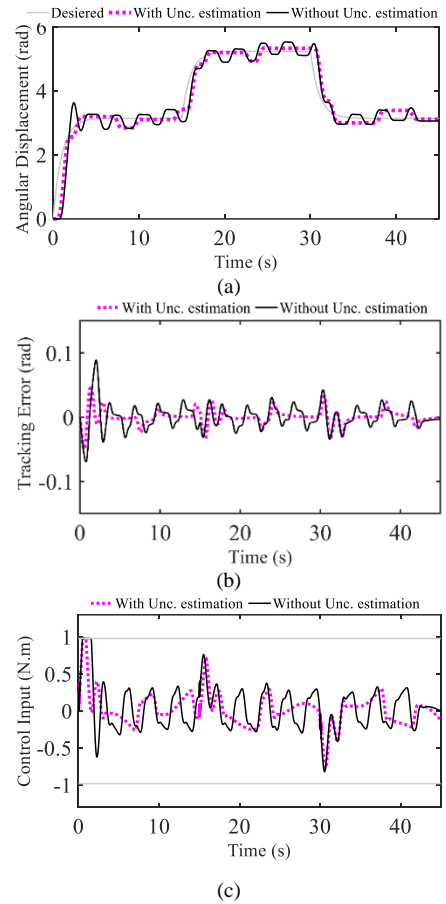 Desiered With Unc. estimation Without Unc. estimation
Angular Displacement (rad)
6
4
2
0
0 10 20 30 40
Time (s)
(a)
With Unc. estimation Without Unc. estimation
Tracking Error (rad)
0.1
0
-0.1
0 10 20 30 40
Time (s)
(b)
With Unc. estimation Without Unc. estimation
Control Input (N.m)
1
0.5
0
-0.5
-1
0 10 20 30 40
Time (s)
(c)